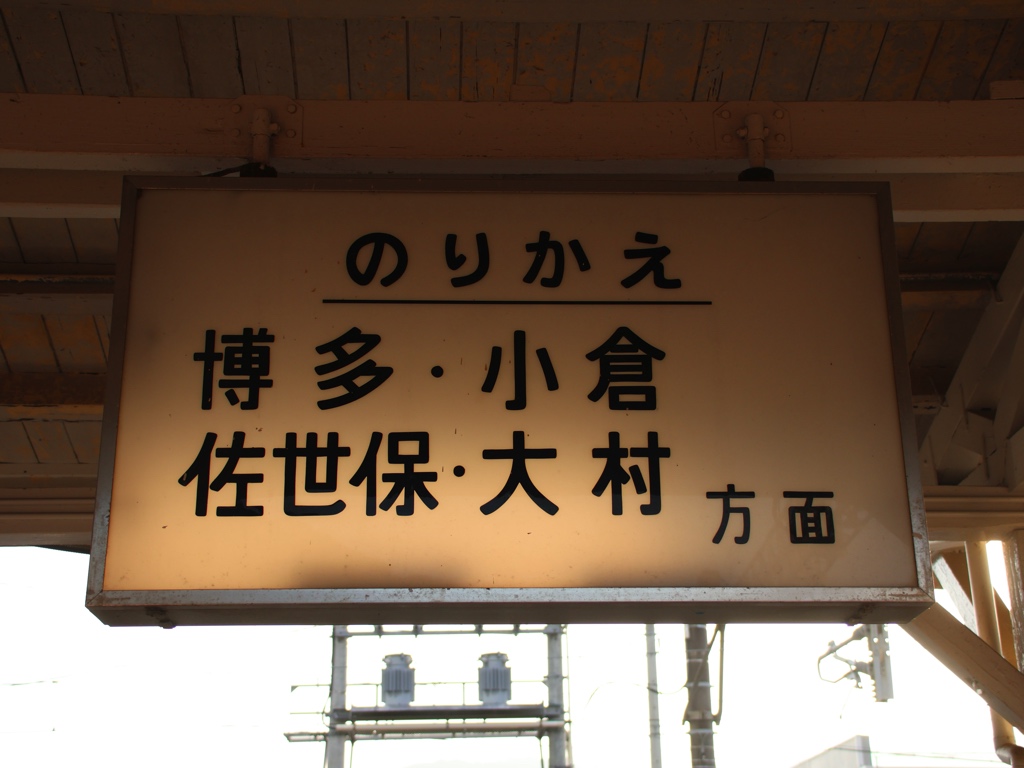 のりかえ
博多・小倉
佐世保・大村 方面